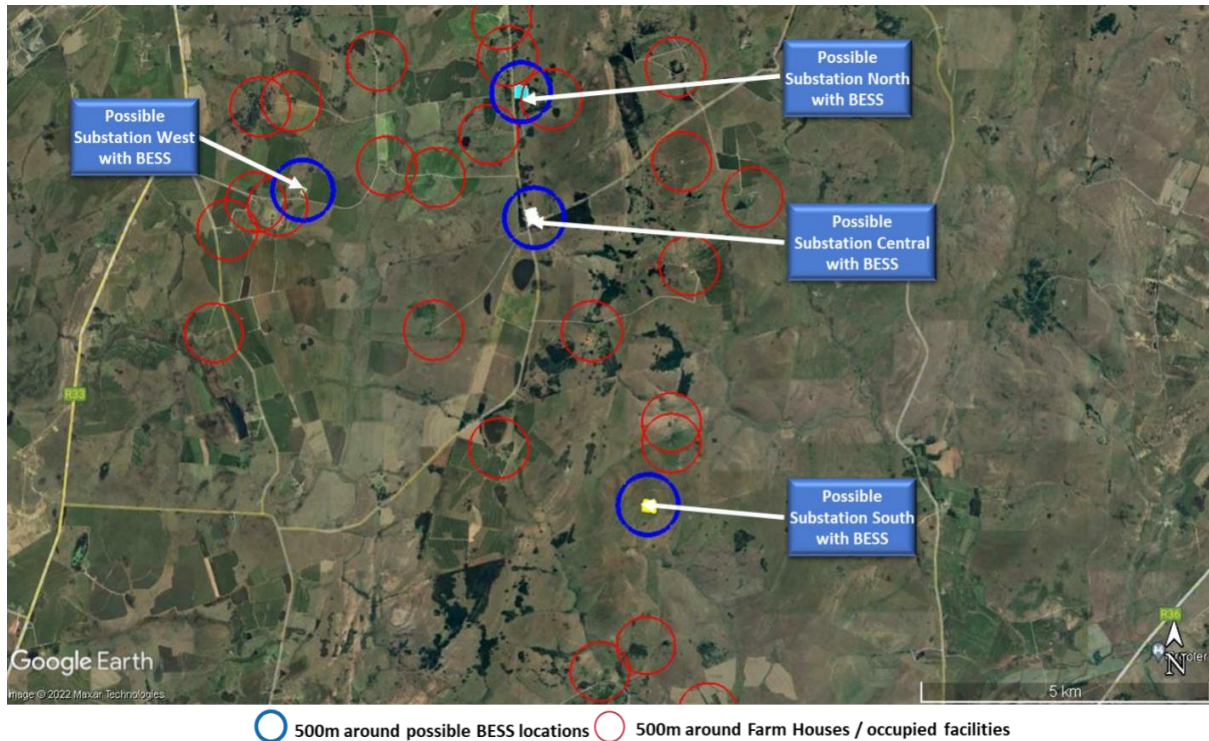 Possible
Substation North
with BESS
Possible
Substation West
with BESS
Possible
Substation Central
with BESS
R33
Possible
Substation South
with BESS
R36
N
Google Earth
Image © 2022 Maxar Technologies
5 km
500m around possible BESS locations
500m around Farm Houses / occupied facilities